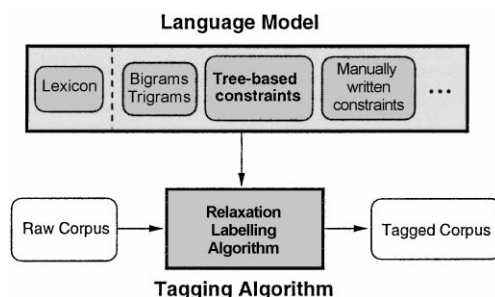 Language Model
Lexicon
Bigrams
Trigrams
Tree-based
constraints
Manually
written
constraints
...
Raw Corpus
Relaxation
Labelling
Algorithm
Tagged Corpus
Tagging Algorithm